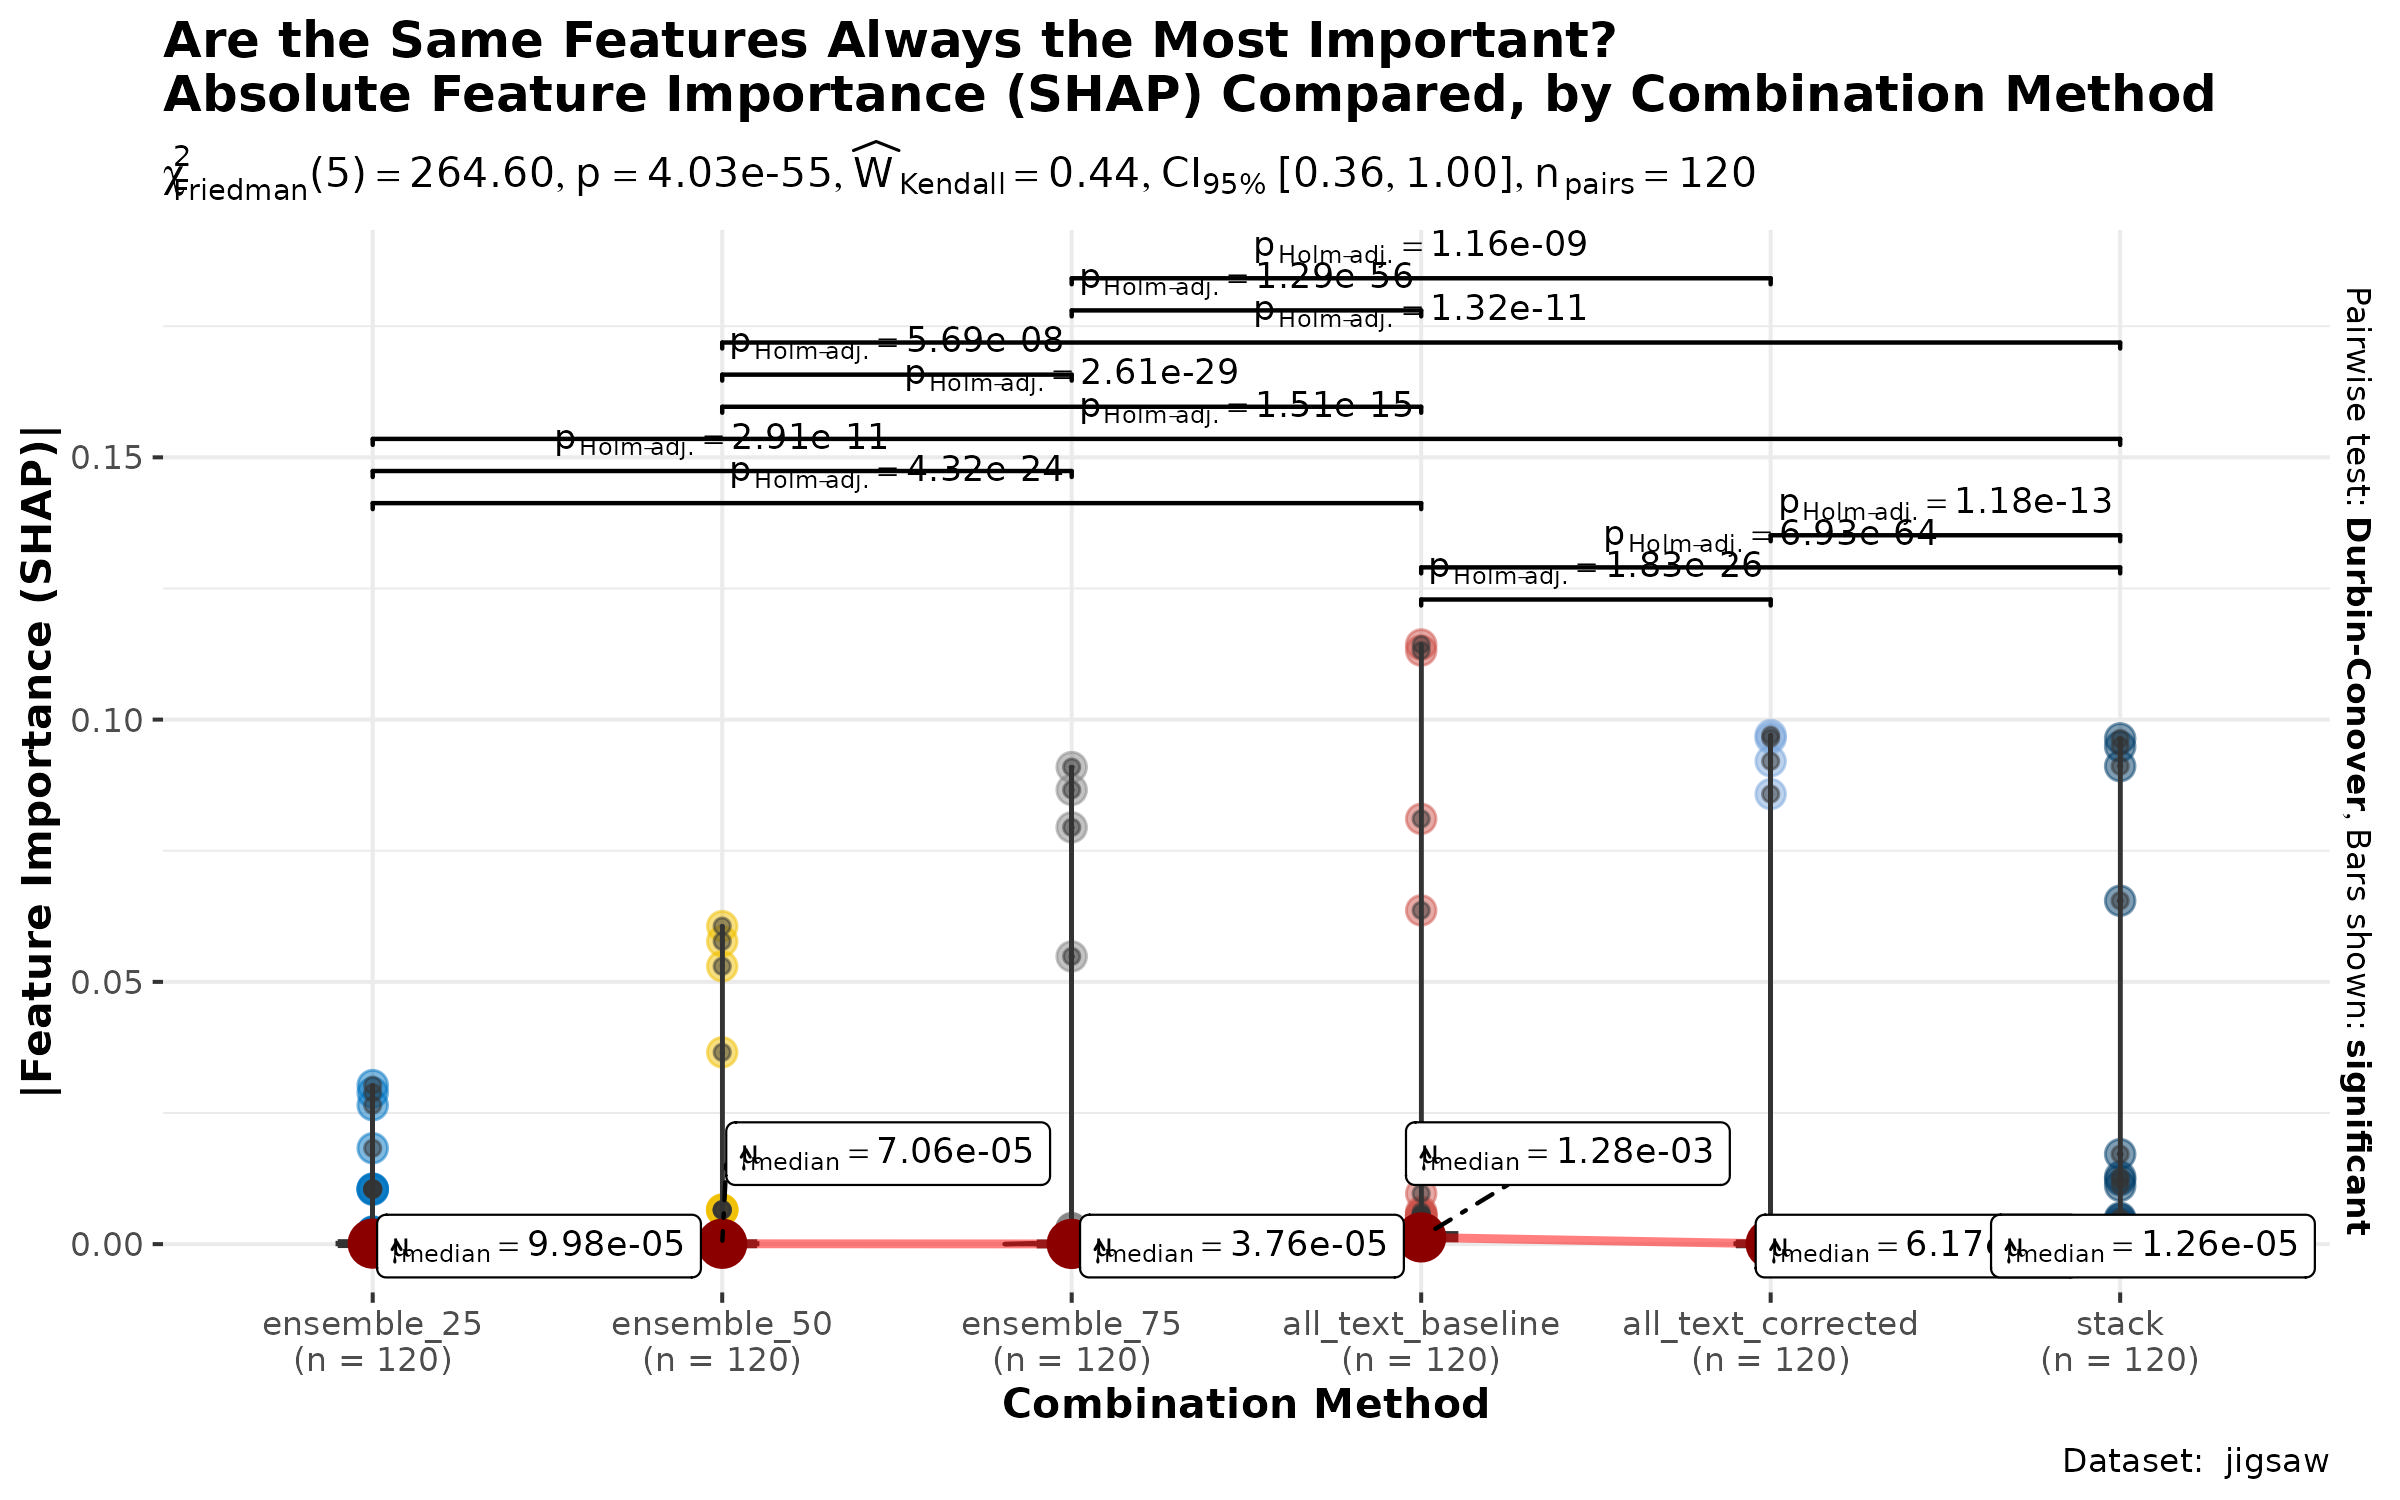 Are the Same Features Always the Most Important?
Absolute Feature Importance (SHAP) Compared, by Combination Method
χ²Friedman(5) = 264.60, p = 4.03e-55, ŴKendall = 0.44, CI95% [0.36, 1.00], npairs = 120
pHolm-adj. = 1.16e-09
pHolm-adj. = 1.29e-56
pHolm-adj. = 1.32e-11
pHolm-adj. = 5.69e-08
pHolm-adj. = 2.61e-29
pHolm-adj. = 1.51e-15
pHolm-adj. = 2.91e-11
pHolm-adj. = 4.32e-24
pHolm-adj. = 1.18e-13
pHolm-adj. = 6.93e-64
pHolm-adj. = 1.83e-26
|Feature Importance (SHAP)|
0.15
0.10
0.05
0.00
μ̂median = 7.06e-05
μ̂median = 1.28e-03
μ̂median = 9.98e-05
μ̂median = 3.76e-05
μ̂median = 6.17
μ̂median = 1.26e-05
ensemble_25 ensemble_50 ensemble_75 all_text_baseline all_text_corrected stack
(n = 120) (n = 120) (n = 120) (n = 120) (n = 120) (n = 120)
Combination Method
Pairwise test: Durbin-Conover, Bars shown: significant
Dataset: jigsaw